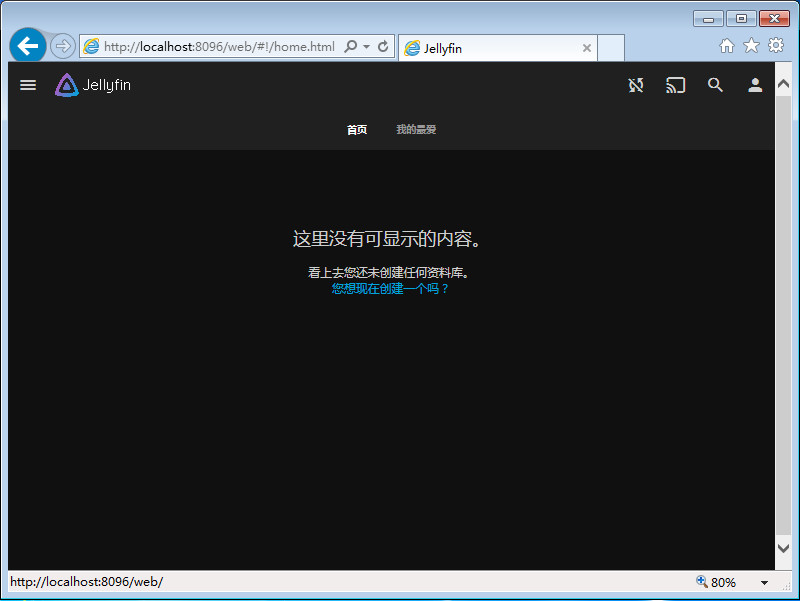 http://localhost:8096/web/#!/home.html
Jellyfin
Jellyfin
首页
我的最爱
这里没有可显示的内容。
看上去您还未创建任何资料库。
您想现在创建一个吗？
http://localhost:8096/web/
80%